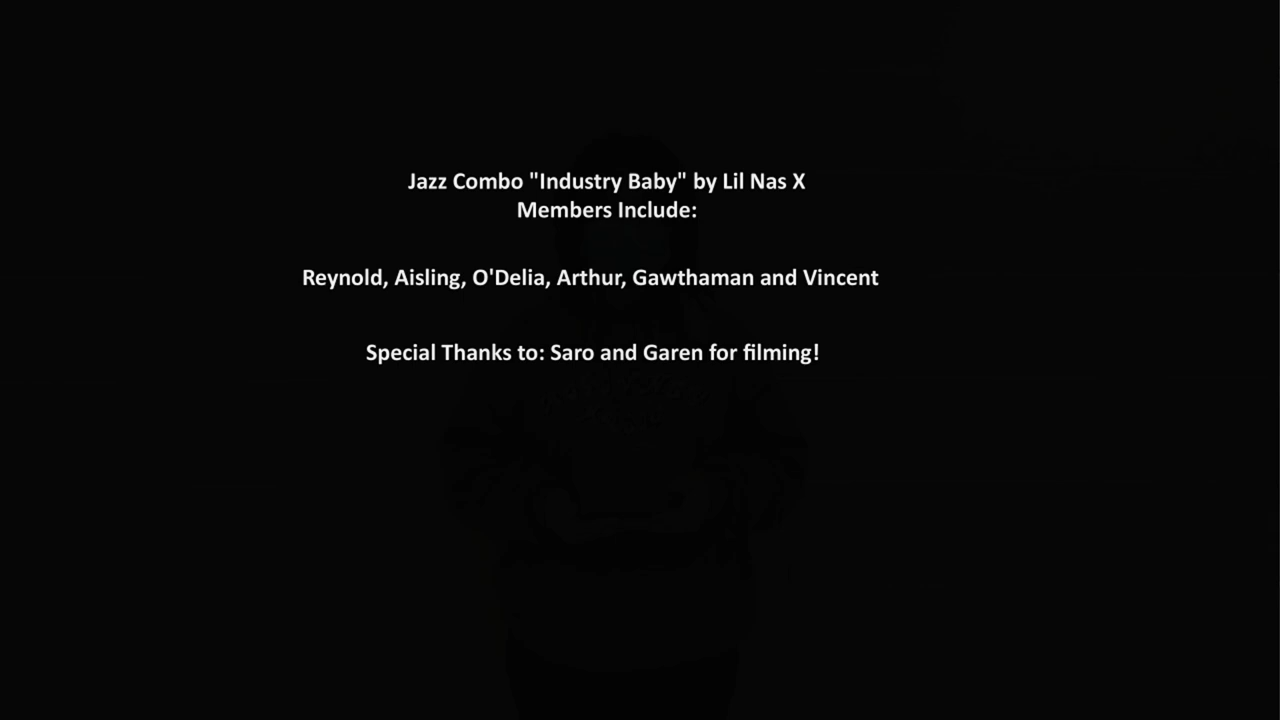 Jazz Combo "Industry Baby" by Lil Nas X
Members Include:
Reynold, Aisling, O'Delia, Arthur, Gawthaman and Vincent
Special Thanks to: Saro and Garen for filming!